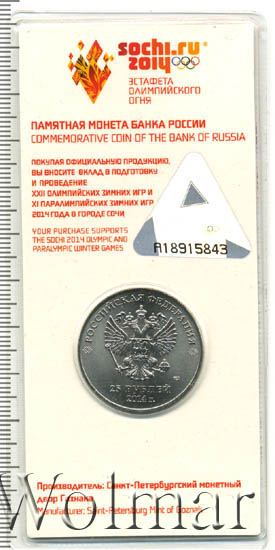 sochi.ru
2014
ЭСТАФЕТА
ОЛИМПИЙСКОГО
ОГНЯ
ПАМЯТНАЯ МОНЕТА БАНКА РОССИИ
COMMEMORATIVE COIN OF THE BANK OF RUSSIA
ПОКУПАЯ ОФИЦИАЛЬНУЮ ПРОДУКЦИЮ,
ВЫ ВНОСИТЕ ВКЛАД В ПОДГОТОВКУ
И ПРОВЕДЕНИЕ
XXII ОЛИМПИЙСКИХ ЗИМНИХ ИГР И
XI ПАРАЛИМПИЙСКИХ ЗИМНИХ ИГР
2014 ГОДА В ГОРОДЕ СОЧИ
YOUR PURCHASE SUPPORTS
THE SOCHI 2014 OLYMPIC AND
PARALYMPIC WINTER GAMES
A18915843
РОССИЙСКАЯ ФЕДЕРАЦИЯ
25 РУБЛЕЙ
2014 г.
Производитель: Санкт-Петербургский монетный
двор Гознака
Manufacturer: Saint-Petersburg Mint of Goznak
Wolmar